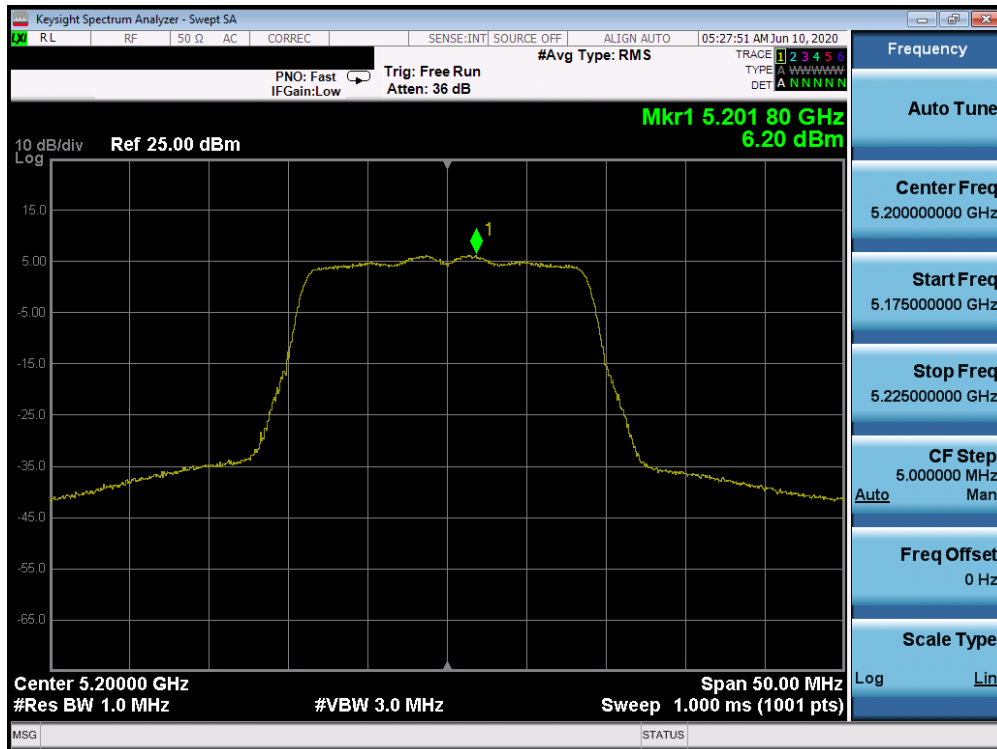 Keysight Spectrum Analyzer - Swept SA
LXI RL RF 50 Ω AC CORREC SENSE:INT SOURCE OFF ALIGN AUTO 05:27:51 AM Jun 10, 2020
#Avg Type: RMS TRACE 1 2 3 4 5 6
PNO: Fast Trig: Free Run TYPE A WWWWW
IFGain:Low Atten: 36 dB DET A N N N N N
Mkr1 5.201 80 GHz
6.20 dBm
10 dB/div Ref 25.00 dBm
Log
1
15.0
5.00
-5.00
-15.0
-25.0
-35.0
-45.0
-55.0
-65.0
Center 5.20000 GHz Span 50.00 MHz
#Res BW 1.0 MHz #VBW 3.0 MHz Sweep 1.000 ms (1001 pts)
MSG STATUS
Frequency
Auto Tune
Center Freq
5.200000000 GHz
Start Freq
5.175000000 GHz
Stop Freq
5.225000000 GHz
CF Step
5.000000 MHz
Auto Man
Freq Offset
0 Hz
Scale Type
Log Lin